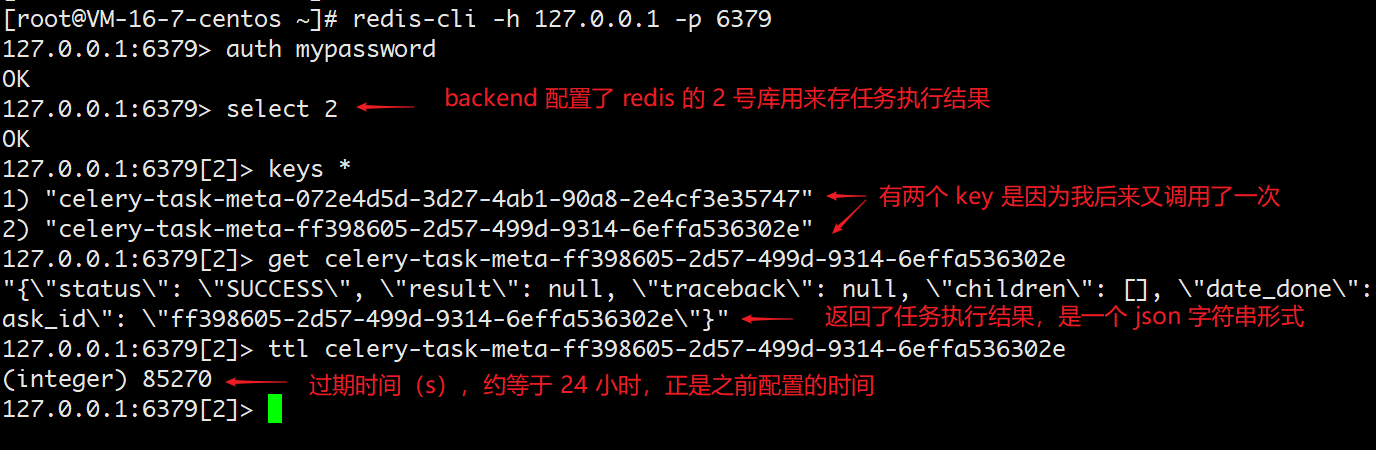 [root@VM-16-7-centos ~]# redis-cli -h 127.0.0.1 -p 6379
127.0.0.1:6379> auth mypassword
OK
127.0.0.1:6379> select 2 backend 配置了 redis 的 2 号库用来存任务执行结果
OK
127.0.0.1:6379[2]> keys *
1) "celery-task-meta-072e4d5d-3d27-4ab1-90a8-2e4cf3e35747" 有两个 key 是因为我后来又调用了一次
2) "celery-task-meta-ff398605-2d57-499d-9314-6effa536302e"
127.0.0.1:6379[2]> get celery-task-meta-ff398605-2d57-499d-9314-6effa536302e
"{\"status\": \"SUCCESS\", \"result\": null, \"traceback\": null, \"children\": [], \"date_done\":
ask_id\": \"ff398605-2d57-499d-9314-6effa536302e\"}" 返回了任务执行结果，是一个 json 字符串形式
127.0.0.1:6379[2]> ttl celery-task-meta-ff398605-2d57-499d-9314-6effa536302e
(integer) 85270 过期时间（s），约等于 24 小时，正是之前配置的时间
127.0.0.1:6379[2]>